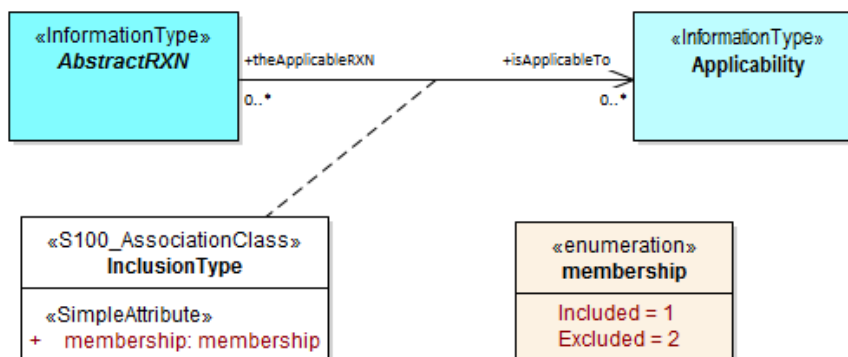 «InformationType»
AbstractRXN
+theApplicableRXN
0..*
+isApplicableTo
0..*
«InformationType»
Applicability
«S100_AssociationClass»
InclusionType
«SimpleAttribute»
+ membership: membership
«enumeration»
membership
Included = 1
Excluded = 2